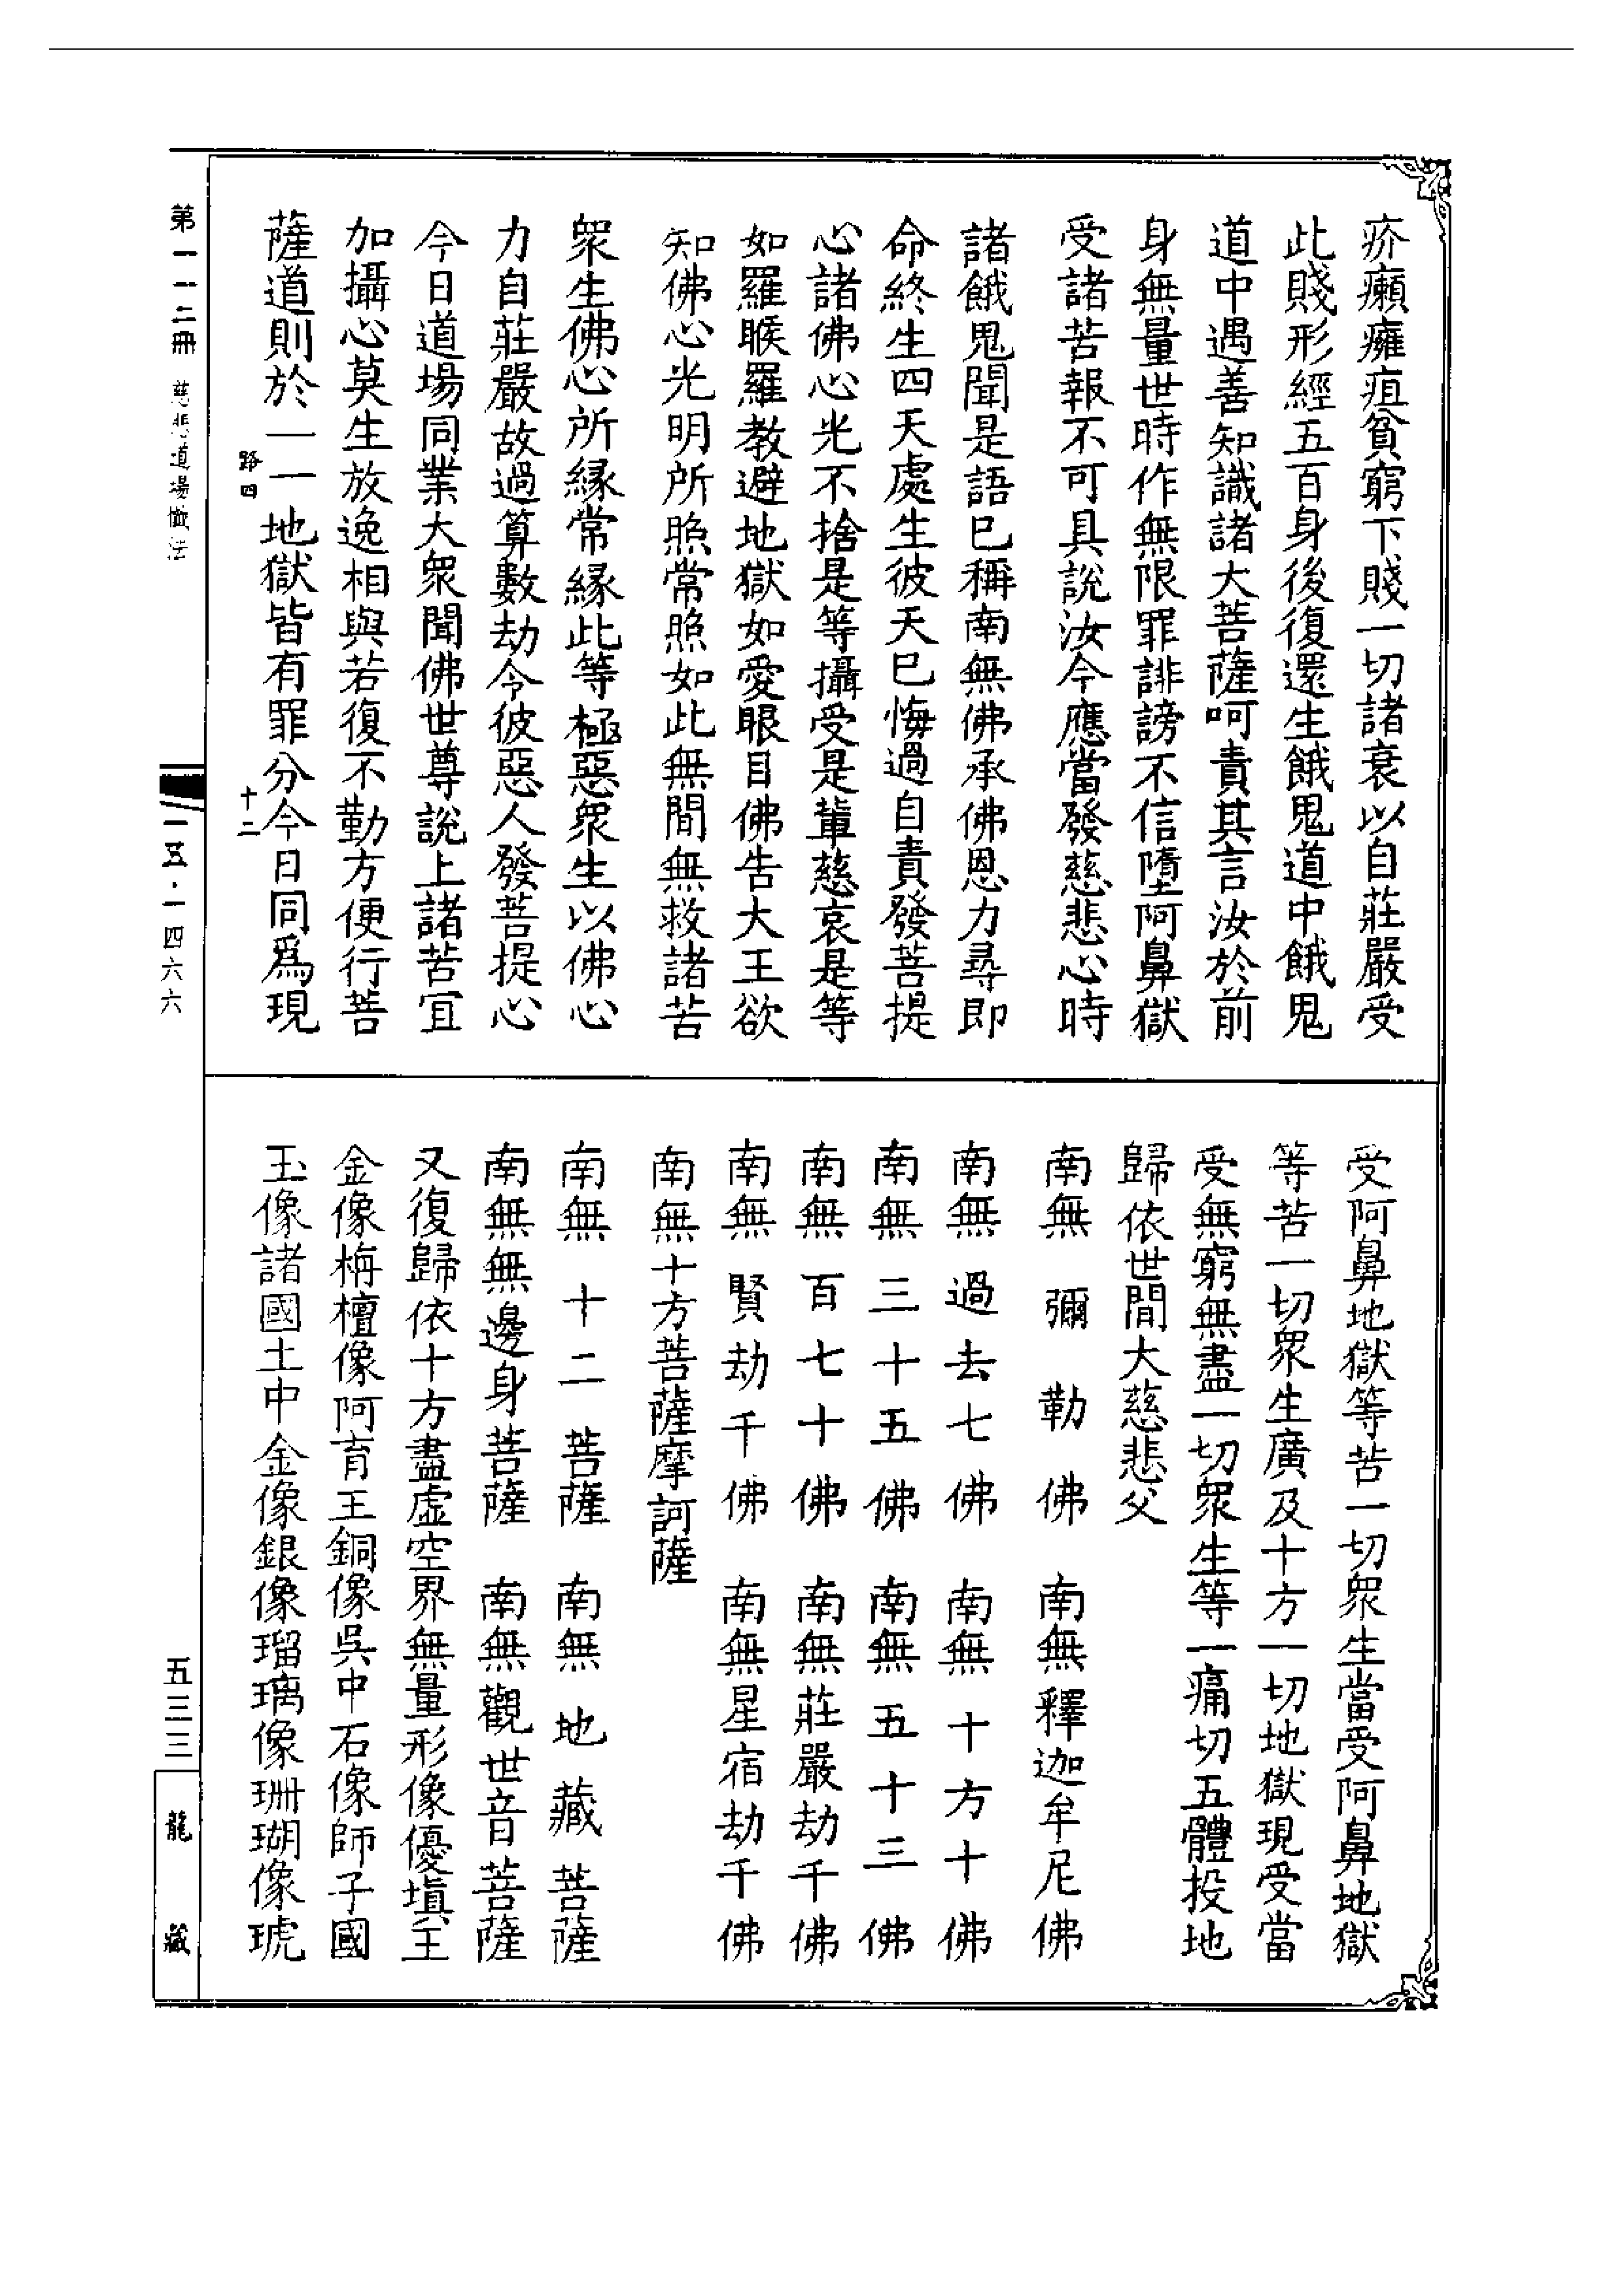 疥癩癰疽貧窮下賤一切諸衰以自莊嚴受
此賤形經五百身後復還生餓鬼道中餓鬼
道中遇善知識諸大菩薩呵責其言汝於前
身無量世時作無限罪誹謗不信墮阿鼻獄
受諸苦報不可具說汝今應當發慈悲心時
諸餓鬼聞是語已稱南無佛承佛恩力尋即
命終生四天處生彼天已悔過自責發菩提
心諸佛心光不捨是等攝受是輩慈哀是等
如羅睺羅教避地獄如愛眼目佛告大王欲
知佛心光明所照常照如此無間無救諸苦
衆生佛心所緣常緣此等極惡衆生以佛心
力自莊嚴故過算數劫令彼惡人發菩提心
今日道場同業大衆聞佛世尊說上諸苦宜
加攝心莫生放逸相與若復不勤方便行菩
薩道則於一一地獄皆有罪分今日同爲現
路四
十二
受阿鼻地獄等苦一切衆生當受阿鼻地獄
等苦一切衆生廣及十方一切地獄現受當
受無窮無盡一切衆生等一痛切五體投地
歸依世間大慈悲父
南無彌勒佛 南無釋迦牟尼佛
南無過去七佛 南無十方十佛
南無三十五佛 南無五十三佛
南無百七十佛 南無莊嚴劫千佛
南無賢劫千佛 南無星宿劫千佛
南無十方菩薩摩訶薩
南無十二菩薩 南無地藏菩薩
南無無邊身菩薩 南無觀世音菩薩
又復歸依十方盡虛空界無量形像優塡王
金像栴檀像阿育王銅像吳中石像師子國
玉像諸國土中金像銀像瑠璃像珊瑚像琥
第一一二冊 慈悲道場懺法
一五·一四六六
五三三
龍藏